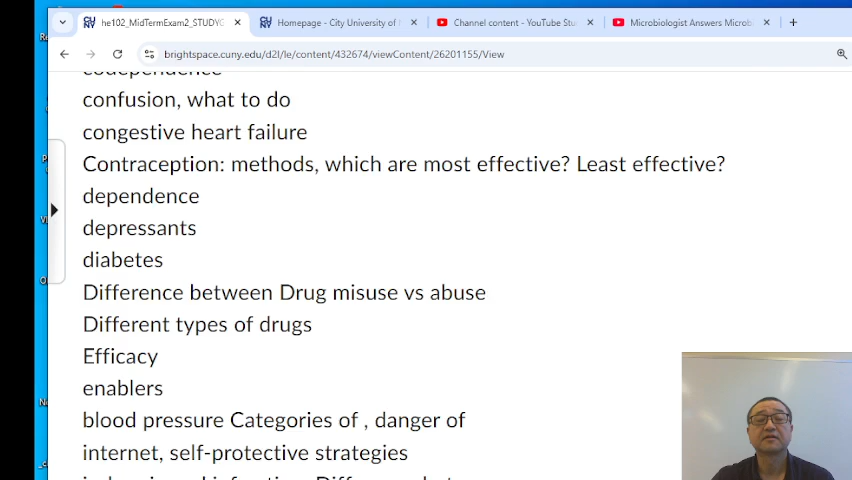 he102_MidTermExam2_STUDYG
Homepage - City University of
Channel content - YouTube Stu
Microbiologist Answers Microb
brightspace.cuny.edu/d2l/le/content/432674/viewContent/26201155/View
codependence
confusion, what to do
congestive heart failure
Contraception: methods, which are most effective? Least effective?
dependence
depressants
diabetes
Difference between Drug misuse vs abuse
Different types of drugs
Efficacy
enablers
blood pressure Categories of , danger of
internet, self-protective strategies